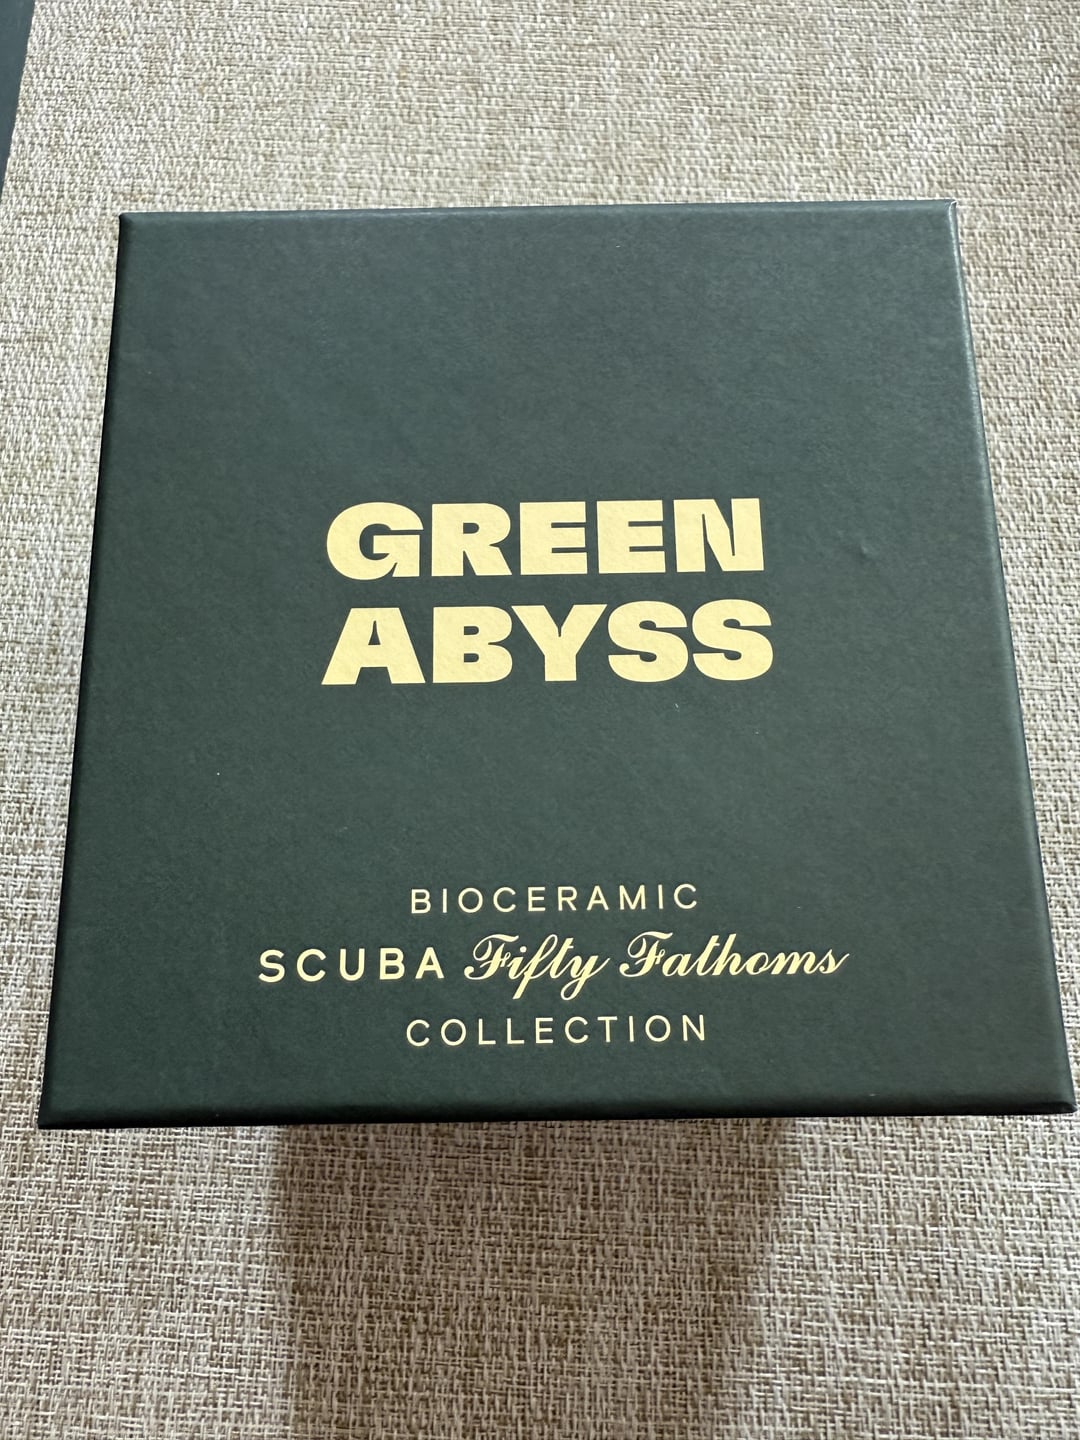 GREEN
ABYSS
BIOCERAMIC
SCUBA Fifty Fathoms
COLLECTION